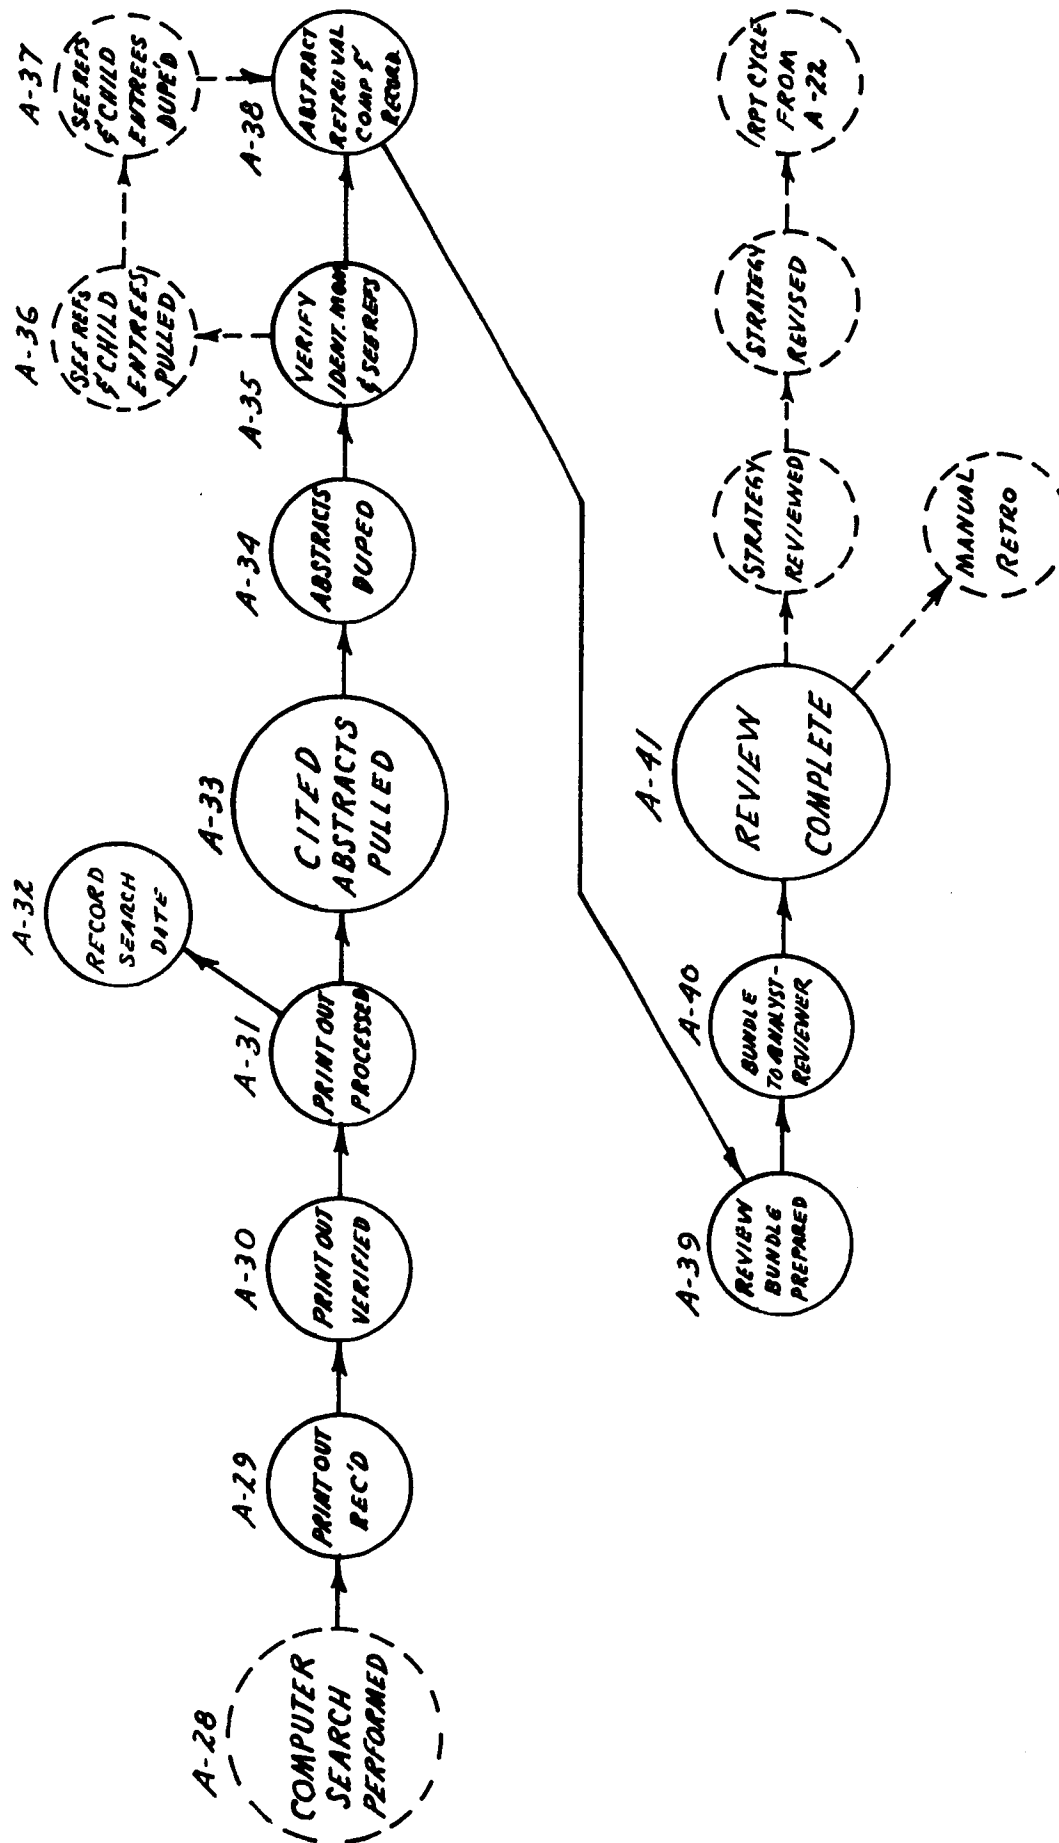 A-28
COMPUTER
SEARCH
PERFORMED
A-29
PRINTOUT
REC'D
A-30
PRINTOUT
VERIFIED
A-31
PRINTOUT
PROCESSED
A-32
RECORD
SEARCH
DATE
A-33
CITED
ABSTRACTS
PULLED
A-34
ABSTRACTS
DUPED
A-35
VERIFY
IDENT. MOM
& SEE REFS
A-36
SEE REFS
& CHILD
ENTREES
PULLED
A-37
SEE REFS
& CHILD
ENTREES
DUPE'D
A-38
ABSTRACT
RETREIVAL
COMP &
RECORD
A-39
REVIEW
BUNDLE
PREPARED
A-40
BUNDLE
TO ANALYST-
REVIEWER
A-41
REVIEW
COMPLETE
STRATEGY
REVIEWED
STRATEGY
REVISED
RPT CYCLE
FROM
A-22
MANUAL
RETRO